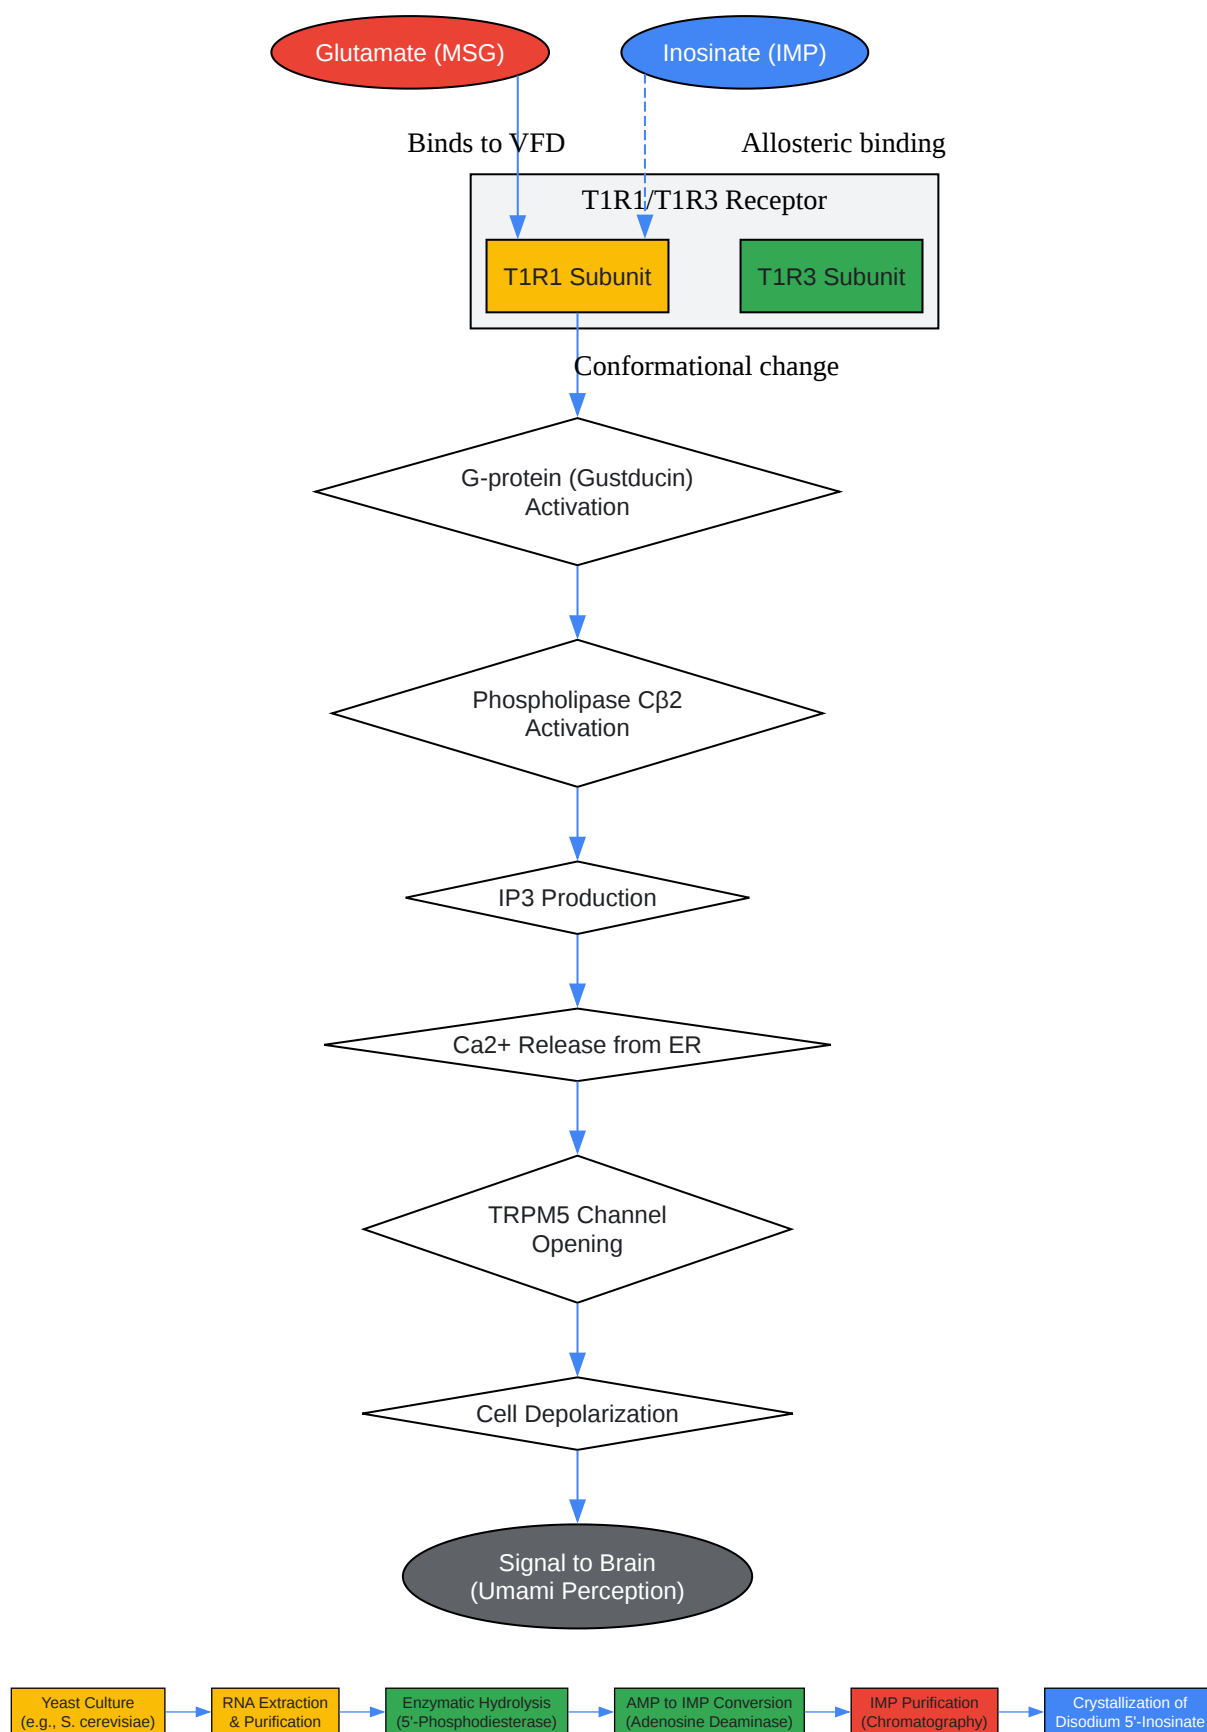 Glutamate (MSG)
Inosinate (IMP)
Binds to VFD
Allosteric binding
T1R1/T1R3 Receptor
T1R1 Subunit
T1R3 Subunit
Conformational change
G-protein (Gustducin)
Activation
Phospholipase Cβ2
Activation
IP3 Production
Ca2+ Release from ER
TRPM5 Channel
Opening
Cell Depolarization
Signal to Brain
(Umami Perception)
Yeast Culture
(e.g., S. cerevisiae)
RNA Extraction
& Purification
Enzymatic Hydrolysis
(5'-Phosphodiesterase)
AMP to IMP Conversion
(Adenosine Deaminase)
IMP Purification
(Chromatography)
Crystallization of
Disodium 5'-Inosinate